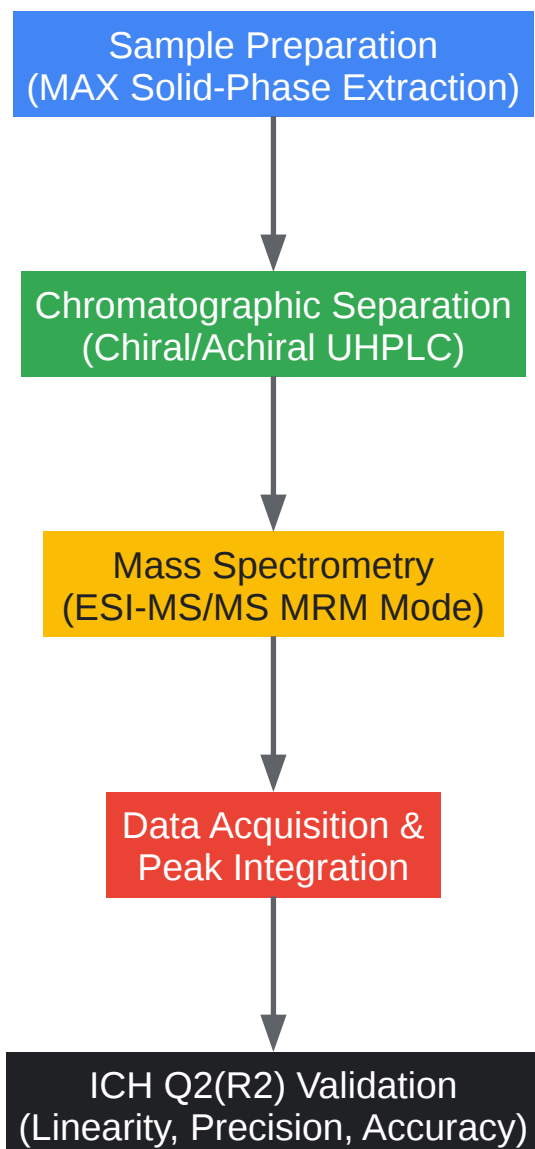 Sample Preparation
(MAX Solid-Phase Extraction)
Chromatographic Separation
(Chiral/Achiral UHPLC)
Mass Spectrometry
(ESI-MS/MS MRM Mode)
Data Acquisition &
Peak Integration
ICH Q2(R2) Validation
(Linearity, Precision, Accuracy)